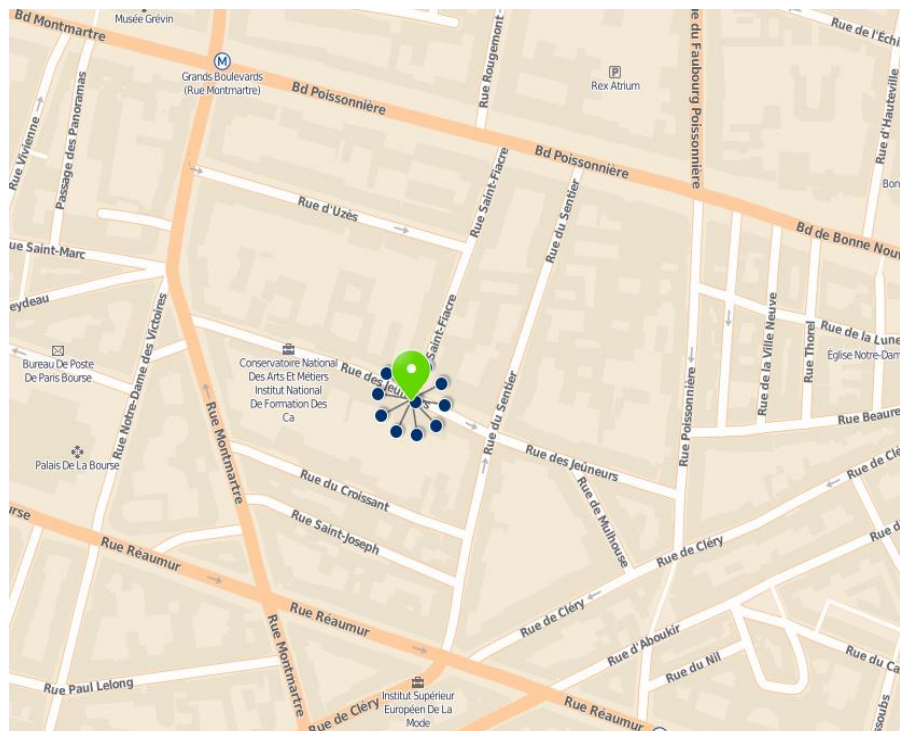 Musée Grévin
Bd Montmartre
M
Grands Boulevards
(Rue Montmartre)
Bd Poissonnière
Rue Rougemont
P
Rex Atrium
Rue de l'Échi
e du Faubourg Poissonnière
Rue d'Hauteville
Bon
Rue Vivienne
Passage des Panoramas
Rue d'Uzès
Rue Saint-Fiacre
Bd Poissonnière
Rue du Sentier
Bd de Bonne Nouv
ue Saint-Marc
eydeau
Rue Notre-Dame des Victoires
Bureau De Poste
De Paris Bourse
Conservatoire National
Des Arts Et Métiers
Institut National
De Formation Des
Ca
Saint-Fiacre
Rue des Jeu
Rue du Sentier
Rue Poissonnière
Rue de la Ville Neuve
Rue Thorel
Rue de la Lune
Église Notre-Dam
Rue Beaure
Palais De La Bourse
Rue Montmartre
Rue des Jeûneurs
Rue du Croissant
Rue Saint-Joseph
Rue de Mulhouse
Rue de Clé
Rue de Cléry
urse
Rue Réaumur
Rue Réaumur
Rue de Cléry
Rue d'Aboukir
Rue d
Rue du Nil
Rue du Ca
Rue Paul Lelong
Rue Montmartre
Rue de Cléry
Institut Supérieur
Européen De La
Mode
Rue Réaumur
ssoubs